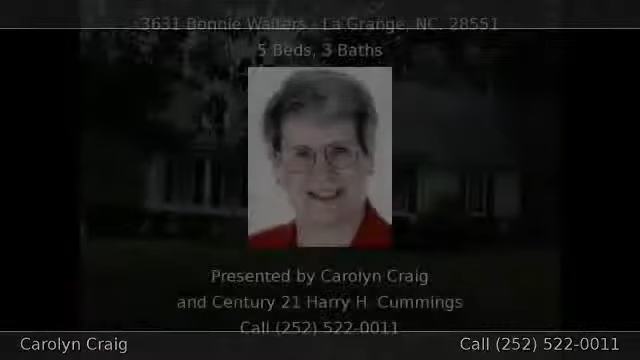 3631 Bonnie Walters - La Grange, NC. 28551
5 Beds, 3 Baths
Presented by Carolyn Craig
and Century 21 Harry H Cummings
Call (252) 522-0011
Carolyn Craig
Call (252) 522-0011